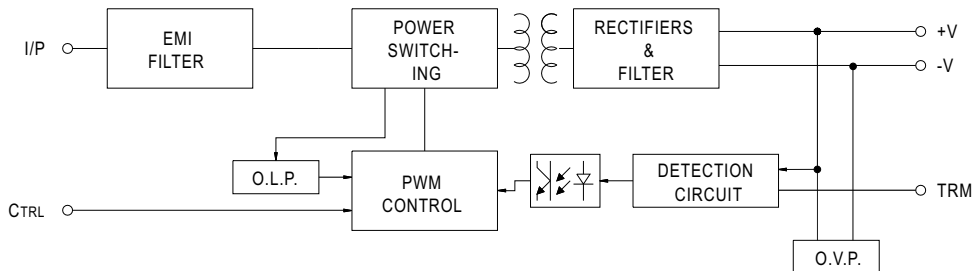 I/P
EMI
FILTER
POWER
SWITCH-
ING
RECTIFIERS
&
FILTER
+V
-V
O.L.P.
PWM
CONTROL
DETECTION
CIRCUIT
TRM
CTRL
O.V.P.